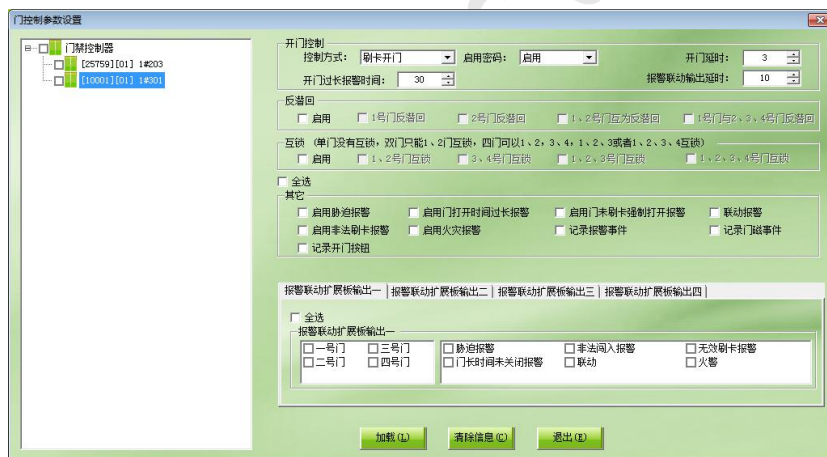 门控制参数设置
门禁控制器
[25759][01] 1#203
[10001][01] 1#301
开门控制
控制方式: 刷卡开门 启用密码: 启用 开门延时: 3
开门过长报警时间: 30 报警联动输出延时: 10
反潜回
启用 1号门反潜回 2号门反潜回 1、2号门互为反潜回 1号门与2、3、4号门反潜回
互锁 (单门没有互锁, 双门只能1、2门互锁, 四门可以1、2, 3、4, 1、2、3或者1、2、3、4互锁)
启用 1、2号门互锁 3、4号门互锁 1、2、3号门互锁 1、2、3、4号门互锁
全选
其它
启用胁迫报警 启用门打开时间过长报警 启用门未刷卡强制打开报警 联动报警
启用非法刷卡报警 启用火灾报警 记录报警事件 记录门磁事件
记录开门按钮
报警联动扩展板输出一 报警联动扩展板输出二 报警联动扩展板输出三 报警联动扩展板输出四
全选
报警联动扩展板输出一
一号门 三号门 胁迫报警 非法闯入报警 无效刷卡报警
二号门 四号门 门长时间未关闭报警 联动 火警
加载(L) 清除信息(C) 退出(E)